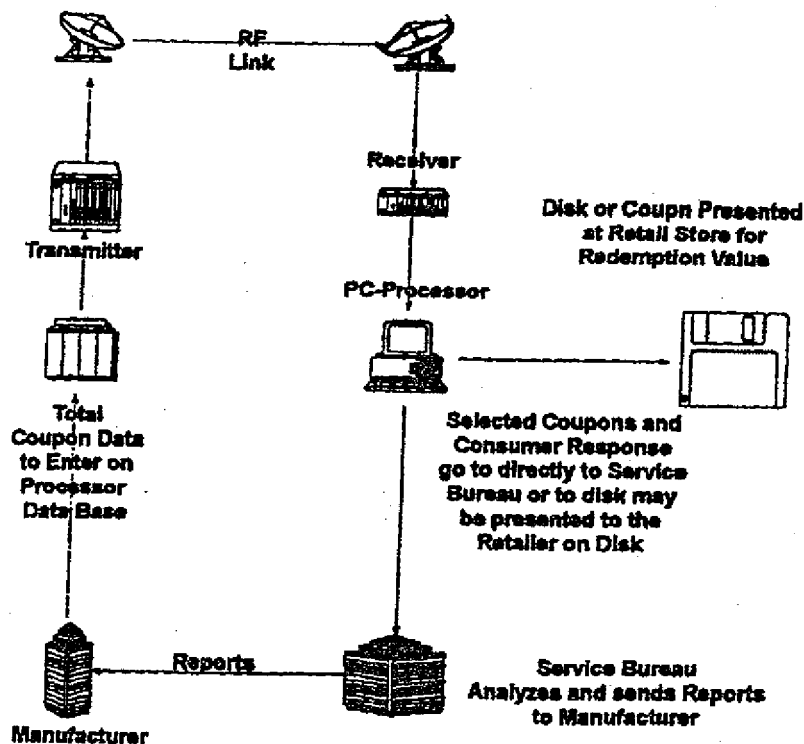 RF
Link
Receiver
Transmitter
Disk or Coupn Presented
at Retail Store for
Redemption Value
PC-Processor
Total
Coupon Data
to Enter on
Processor
Data Base
Selected Coupons and
Consumer Response
go to directly to Service
Bureau or to disk may
be presented to the
Retailer on Disk
Reports
Service Bureau
Analyzes and sends Reports
to Manufacturer
Manufacturer